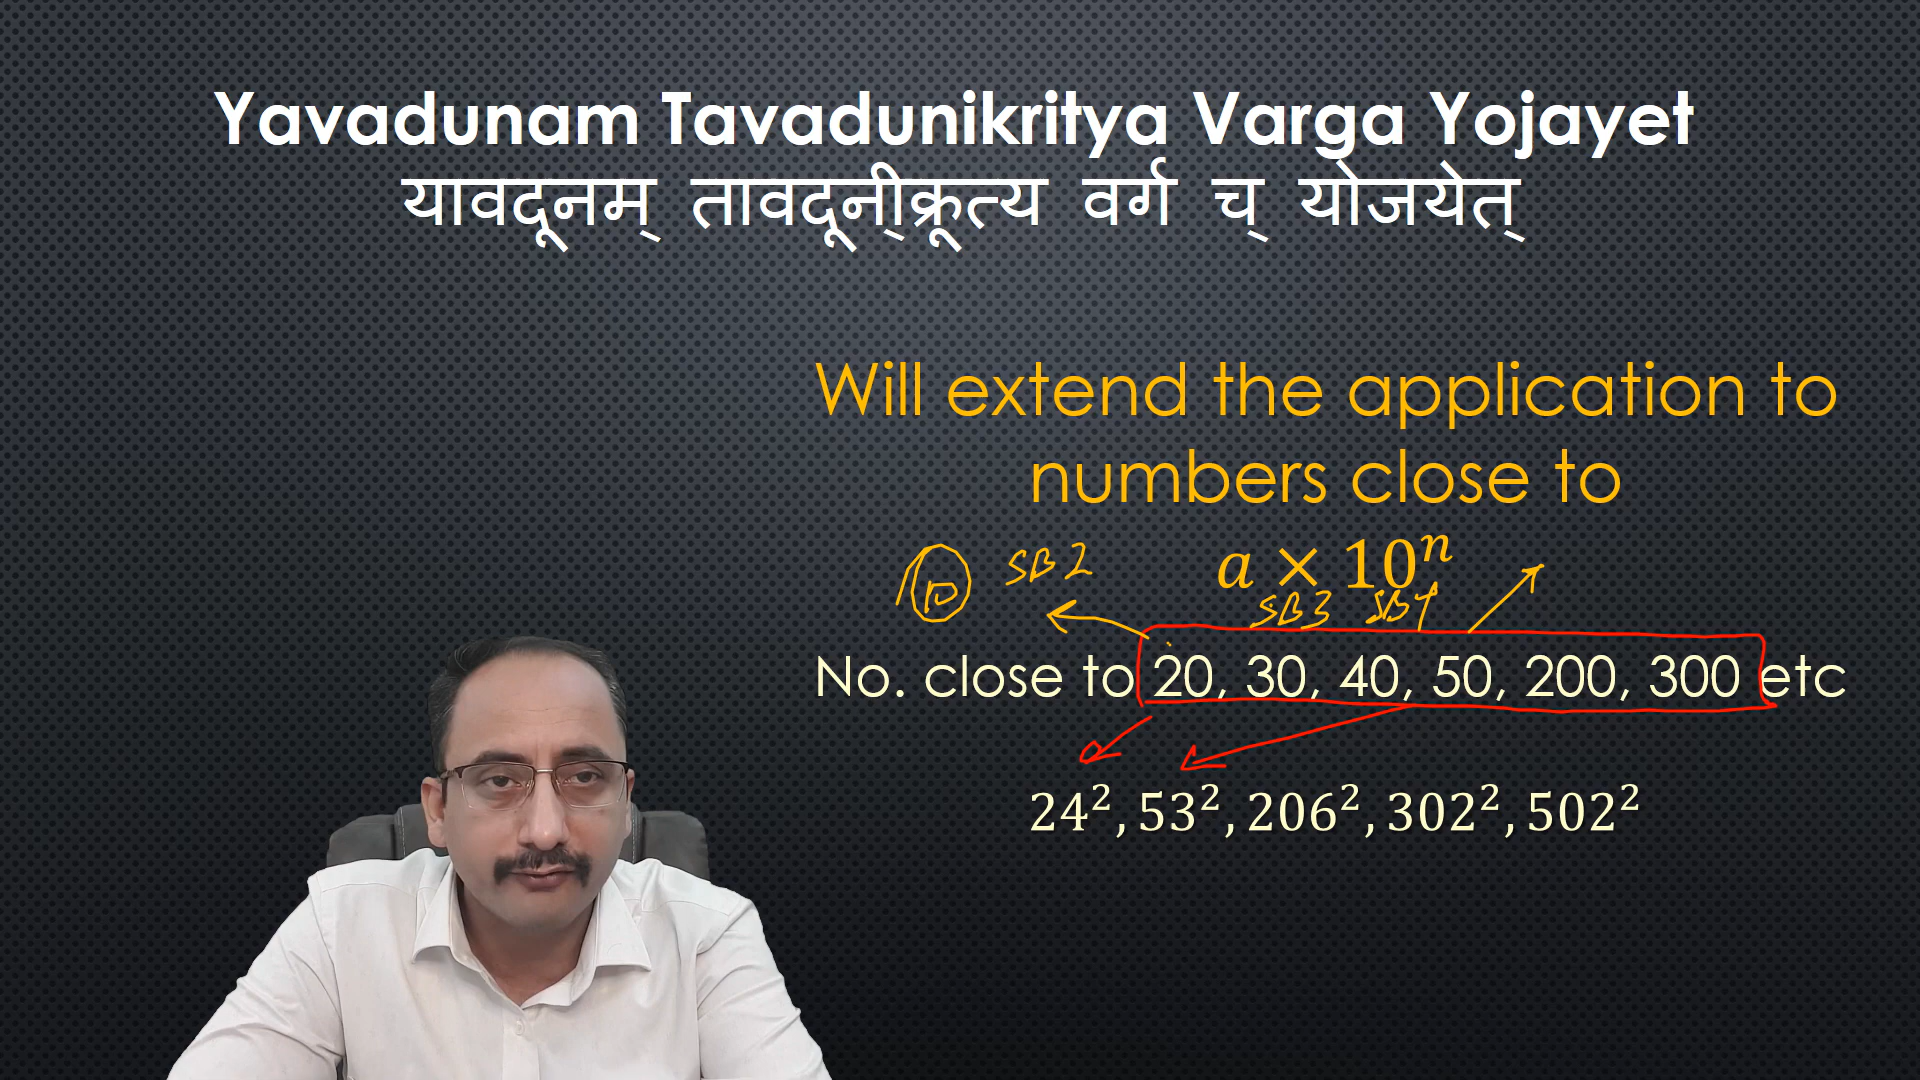 Yavadunam Tavadunikritya Varga Yojayet
यावदूनम् तावदूनी्क्रूत्य वर्ग च् योजयेत्
Will extend the application to
numbers close to
10 SB2 a × 10ⁿ
SB3 SB4
No. close to 20, 30, 40, 50, 200, 300 etc
24², 53², 206², 302², 502²